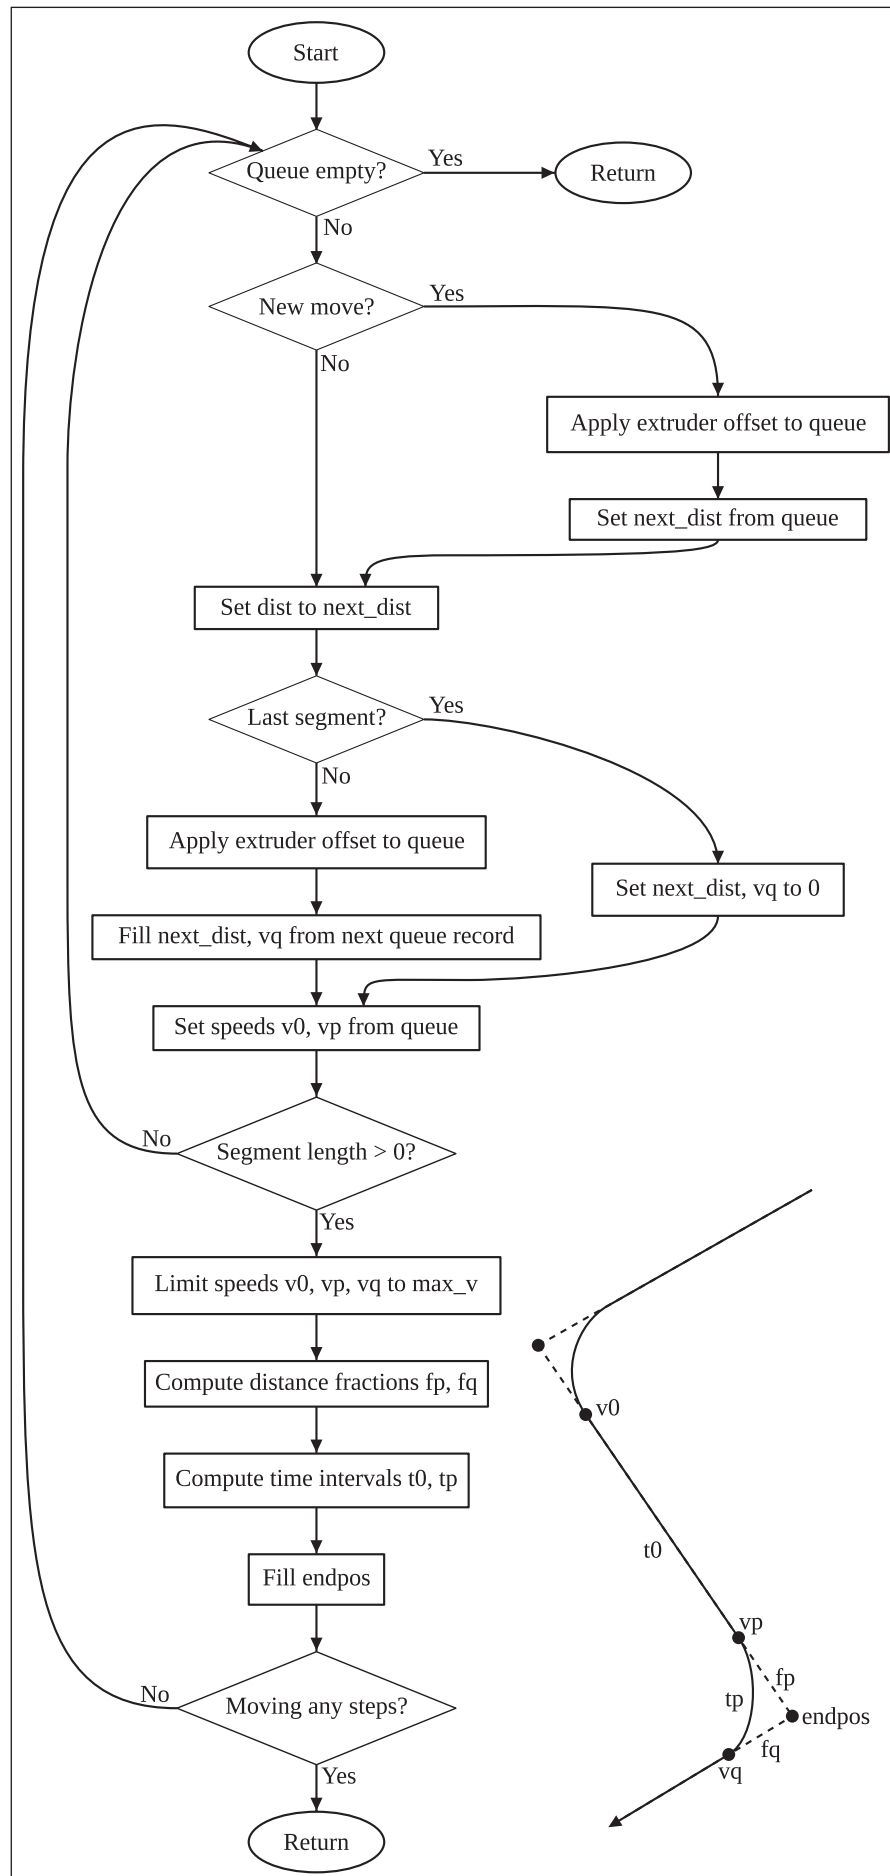 Start
Queue empty?
Yes
Return
No
New move?
Yes
No
Apply extruder offset to queue
Set next_dist from queue
Set dist to next_dist
Last segment?
Yes
No
Apply extruder offset to queue
Set next_dist, vq to 0
Fill next_dist, vq from next queue record
Set speeds v0, vp from queue
No
Segment length > 0?
Yes
Limit speeds v0, vp, vq to max_v
Compute distance fractions fp, fq
Compute time intervals t0, tp
Fill endpos
No
Moving any steps?
Yes
Return
v0
t0
vp
fp
tp
endpos
fq
vq